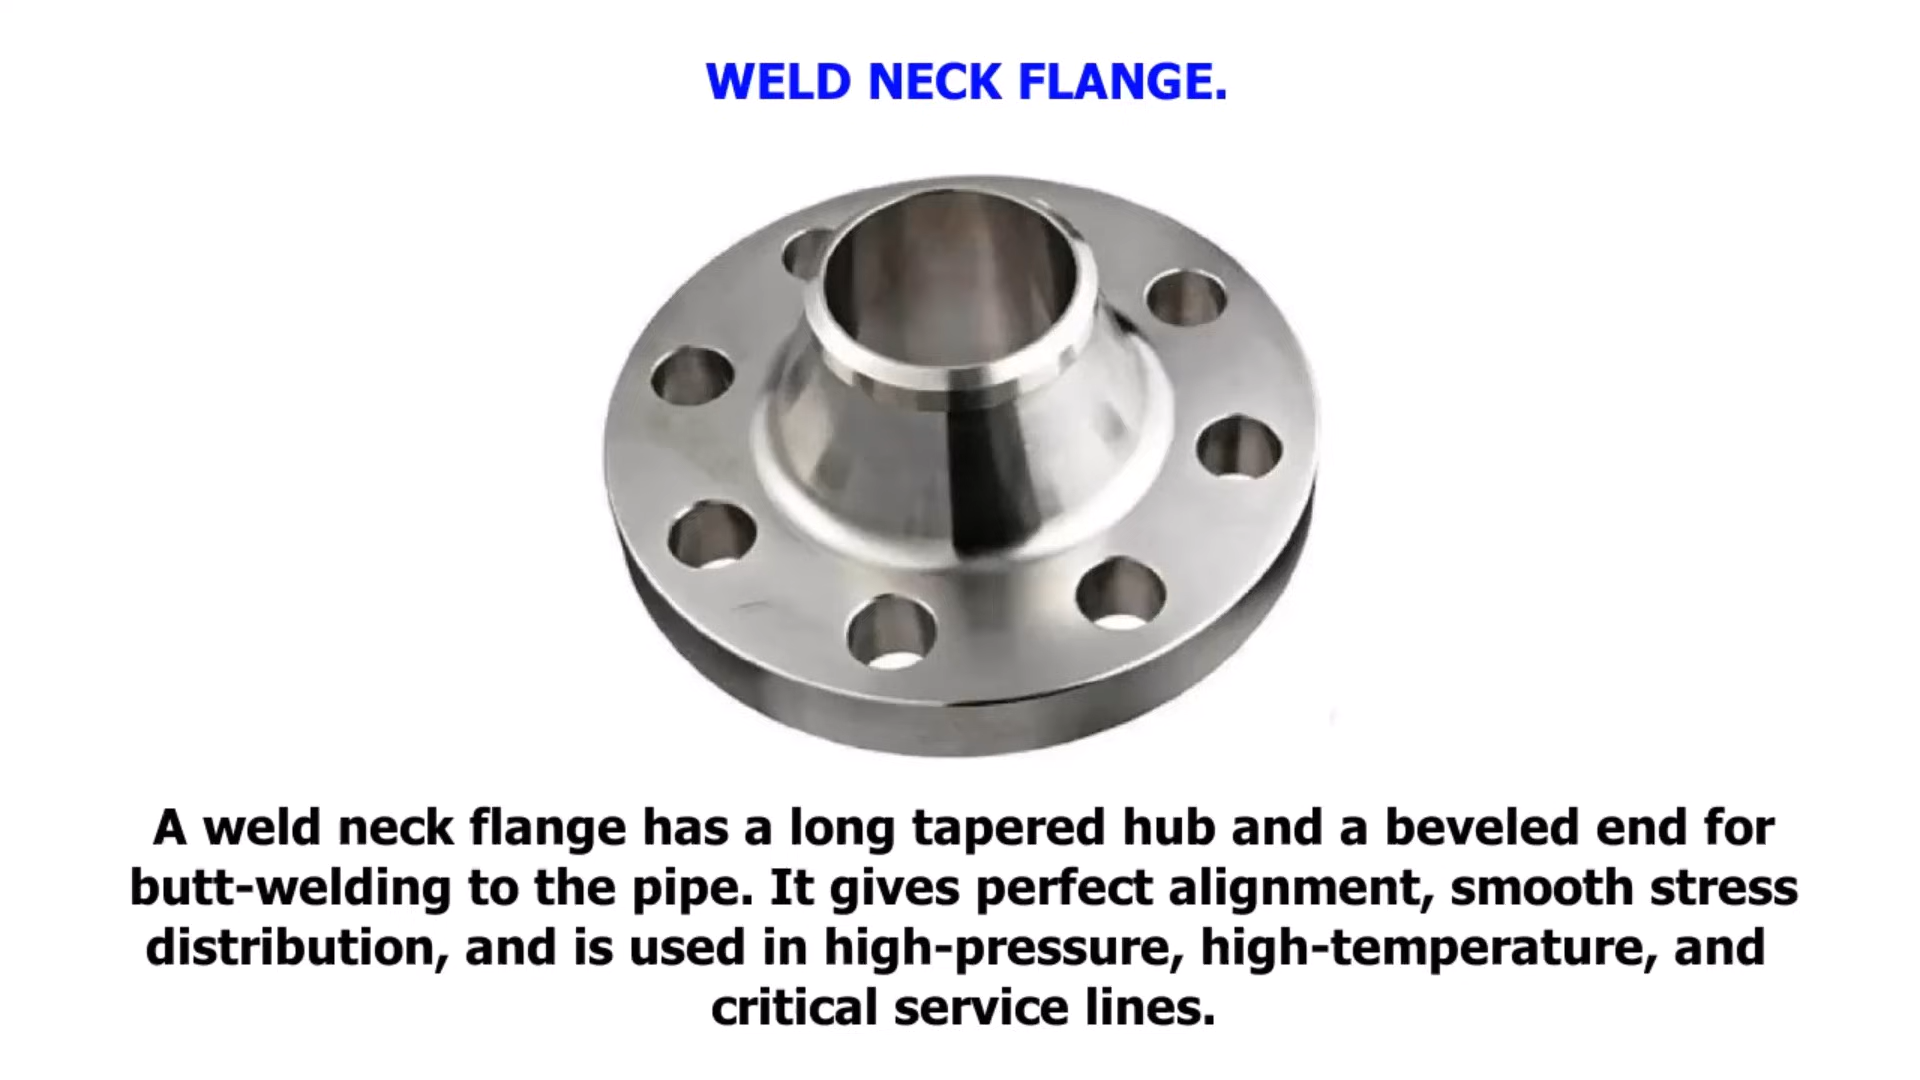 WELD NECK FLANGE.
A weld neck flange has a long tapered hub and a beveled end for
butt-welding to the pipe. It gives perfect alignment, smooth stress
distribution, and is used in high-pressure, high-temperature, and
critical service lines.